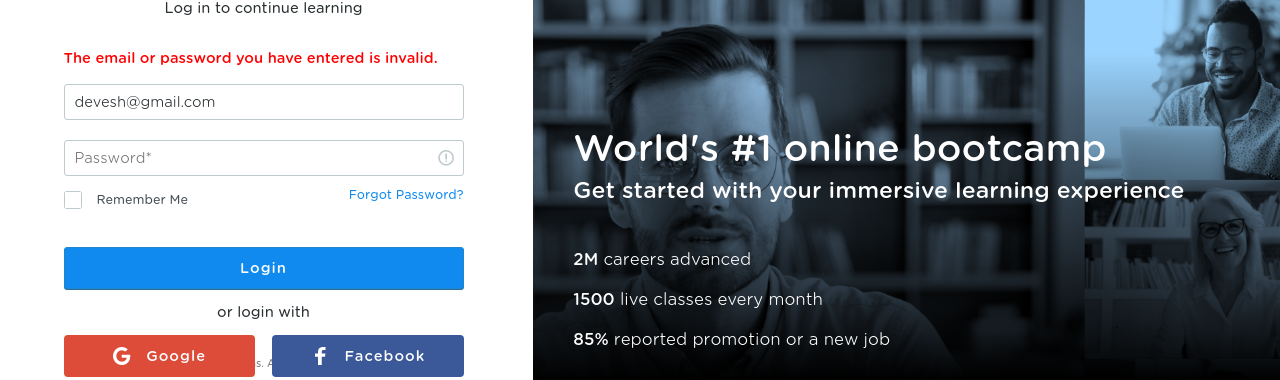 Log in to continue learning
The email or password you have entered is invalid.
devesh@gmail.com
Password*
Remember Me
Forgot Password?
Login
or login with
Google
s. A
Facebook
World's #1 online bootcamp
Get started with your immersive learning experience
2M careers advanced
1500 live classes every month
85% reported promotion or a new job